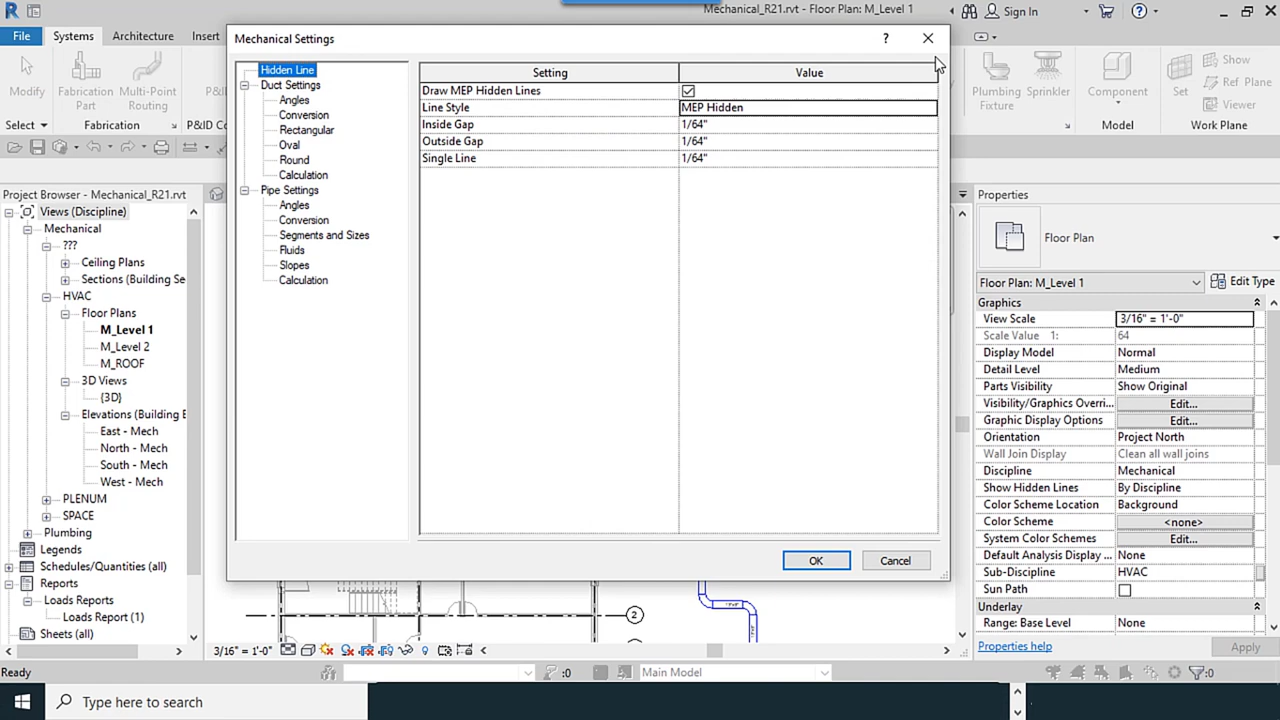 Mechanical_R21.rvt - Floor Plan: M_Level 1
Sign In
File
Systems
Architecture
Insert
Modify
Fabrication
Part
Multi-Point
Routing
Plumbing
Fixture
Sprinkler
Component
Set
Show
Ref Plane
Viewer
Select
Fabrication
P&ID Co
Model
Work Plane
Mechanical Settings
Hidden Line
Duct Settings
Angles
Conversion
Rectangular
Oval
Round
Calculation
Pipe Settings
Angles
Conversion
Segments and Sizes
Fluids
Slopes
Calculation
Setting Value
Draw MEP Hidden Lines
Line Style MEP Hidden
Inside Gap 1/64"
Outside Gap 1/64"
Single Line 1/64"
OK
Cancel
Project Browser - Mechanical_R21.rvt
Views (Discipline)
Mechanical
???
Ceiling Plans
Sections (Building Se
HVAC
Floor Plans
M_Level 1
M_Level 2
M_ROOF
3D Views
{3D}
Elevations (Building E
East - Mech
North - Mech
South - Mech
West - Mech
PLENUM
SPACE
Plumbing
Legends
Schedules/Quantities (all)
Reports
Loads Reports
Loads Report (1)
Sheets (all)
2
Properties
Floor Plan
Floor Plan: M_Level 1
Edit Type
Graphics
View Scale 3/16" = 1'-0"
Scale Value 1: 64
Display Model Normal
Detail Level Medium
Parts Visibility Show Original
Visibility/Graphics Overri... Edit...
Graphic Display Options Edit...
Orientation Project North
Wall Join Display Clean all wall joins
Discipline Mechanical
Show Hidden Lines By Discipline
Color Scheme Location Background
Color Scheme <none>
System Color Schemes Edit...
Default Analysis Display ... None
Sub-Discipline HVAC
Sun Path
Underlay
Range: Base Level None
Properties help
Apply
3/16" = 1'-0"
Ready
:0
Main Model
:0
Type here to search